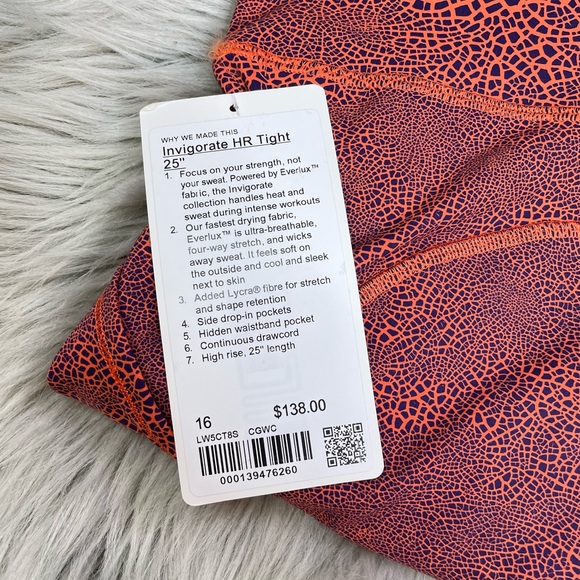 WHY WE MADE THIS
Invigorate HR Tight
25"
1. Focus on your strength, not
your sweat. Powered by Everlux™
fabric, the Invigorate
collection handles heat and
sweat during intense workouts
2. Our fastest drying fabric,
Everlux™ is ultra-breathable,
four-way stretch, and wicks
away sweat. It feels soft on
the outside and cool and sleek
next to skin
3. Added Lycra® fibre for stretch
and shape retention
4. Side drop-in pockets
5. Hidden waistband pocket
6. Continuous drawcord
7. High rise, 25" length
16 $138.00
LW5CT8S CGWC
000139476260